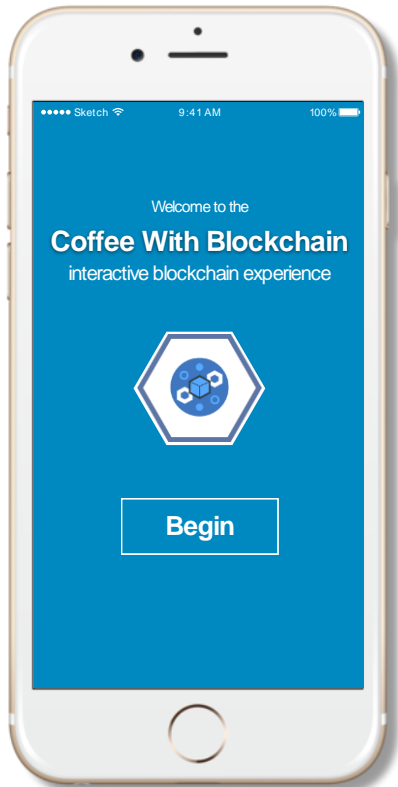 Sketch 9:41 AM 100%
Welcome to the
Coffee With Blockchain
interactive blockchain experience
Begin